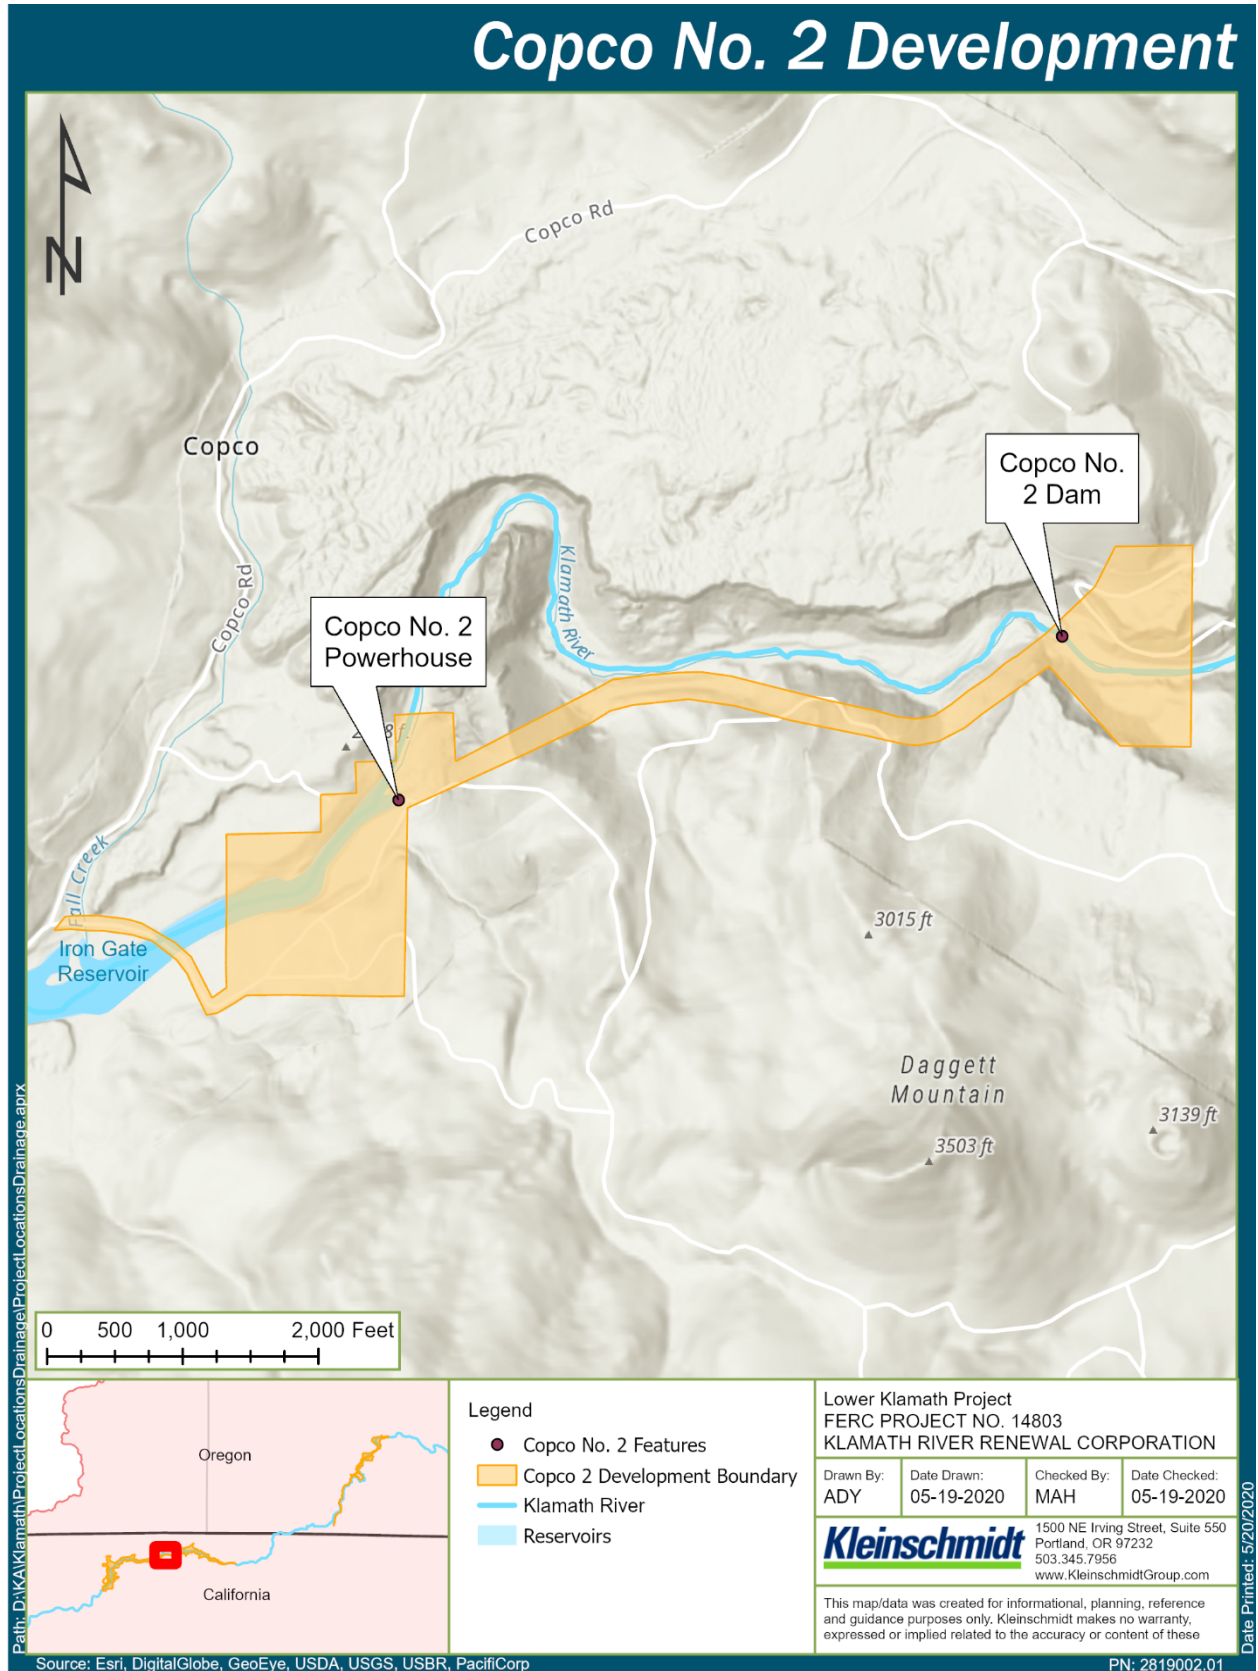 Copco No. 2 Development
N
Copco Rd
Copco
Copco No.
2 Dam
Klamath River
Copco Rd
Copco No. 2
Powerhouse
Fall Creek
Iron Gate
Reservoir
3015 ft
Daggett
Mountain
3139 ft
3503 ft
0 500 1,000 2,000 Feet
Oregon
California
Legend
Copco No. 2 Features
Copco 2 Development Boundary
Klamath River
Reservoirs
Lower Klamath Project
FERC PROJECT NO. 14803
KLAMATH RIVER RENEWAL CORPORATION
Drawn By:
ADY
Date Drawn:
05-19-2020
Checked By:
MAH
Date Checked:
05-19-2020
Kleinschmidt
1500 NE Irving Street, Suite 550
Portland, OR 97232
503.345.7956
www.KleinschmidtGroup.com
This map/data was created for informational, planning, reference
and guidance purposes only. Kleinschmidt makes no warranty,
expressed or implied related to the accuracy or content of these
Path: D:\KA\Klamath\ProjectLocationsDrainage\ProjectLocationsDrainage.aprx
Date Printed: 5/20/2020
Source: Esri, DigitalGlobe, GeoEye, USDA, USGS, USBR, PacifiCorp
PN: 2819002.01